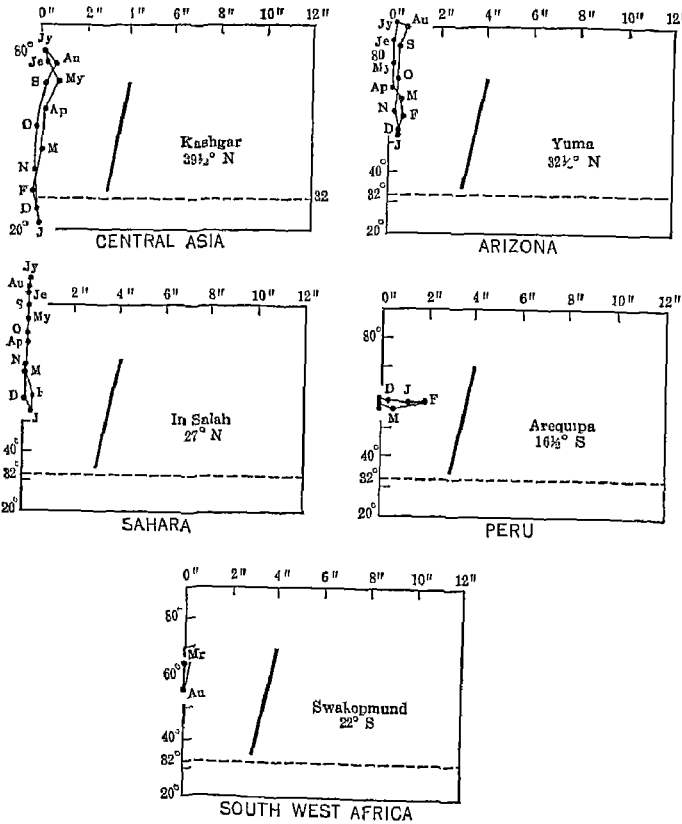 0" 2" 4" 6" 8" 10" 12"
Jy
80°
Je Au
S My
Ap
O
M
N
F
D
20° J
Kashgar
39½° N
32
CENTRAL ASIA
0" 2" 4" 6" 8" 10" 12"
Jy Au
Je S
80
My
O
Ap M
N F
D
J
40°
32°
20°
Yuma
32½° N
ARIZONA
Jy
Au
Je
S
2" 4" 6" 8" 10" 12"
My
O
Ap
N M
D F
J
40°
32°
20°
In Salah
27° N
SAHARA
0" 2" 4" 6" 8" 10" 12"
80°
D J F
M
40°
32°
20°
Arequipa
16½° S
PERU
0" 2" 4" 6" 8" 10" 12"
80°
Mr
60°
Au
40°
32°
20°
Swakopmund
22° S
SOUTH WEST AFRICA